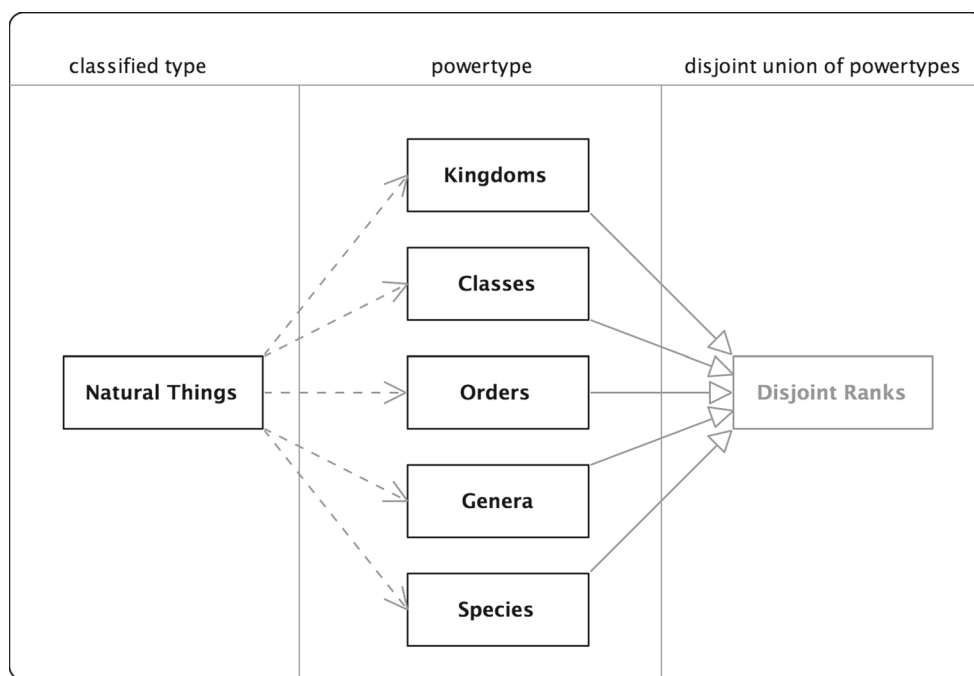 classified type
powertype
disjoint union of powertypes
Kingdoms
Classes
Natural Things
Orders
Disjoint Ranks
Genera
Species